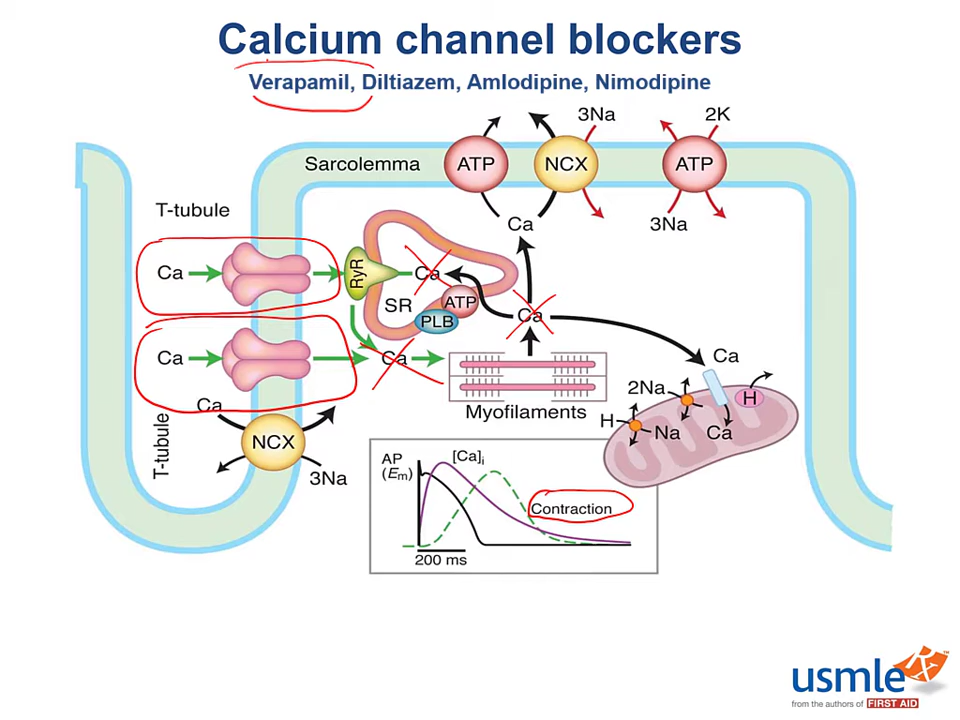 Calcium channel blockers
Verapamil, Diltiazem, Amlodipine, Nimodipine
3Na
2K
Sarcolemma
ATP
NCX
ATP
T-tubule
Ca
3Na
Ca
RyR
Ca
SR
ATP
PLB
Ca
Ca
Ca
Ca
Myofilaments
2Na
H
H
Na
Ca
Ca
NCX
T-tubule
3Na
AP
(Em)
[Ca]i
Contraction
200 ms
usmle Rx ™
from the authors of FIRST AID